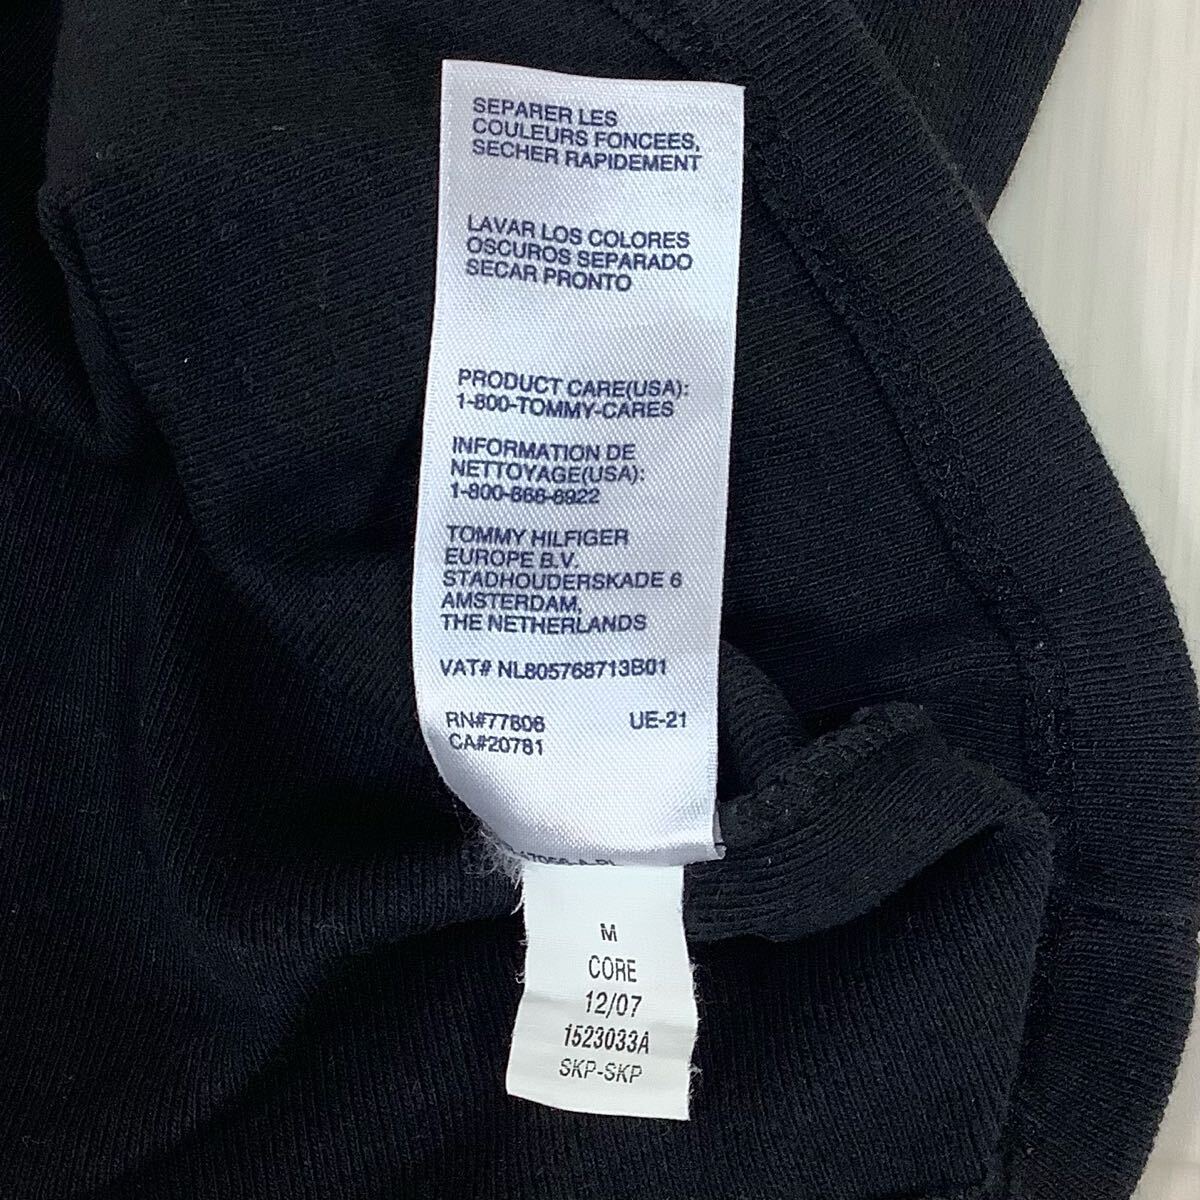 SEPARER LES
COULEURS FONCEES,
SECHER RAPIDEMENT
LAVAR LOS COLORES
OSCUROS SEPARADO
SECAR PRONTO
PRODUCT CARE(USA):
1-800-TOMMY-CARES
INFORMATION DE
NETTOYAGE(USA):
1-800-866-6922
TOMMY HILFIGER
EUROPE B.V.
STADHOUDERSKADE 6
AMSTERDAM,
THE NETHERLANDS
VAT# NL805768713B01
RN#77806 UE-21
CA#20781
M
CORE
12/07
1523033A
SKP-SKP